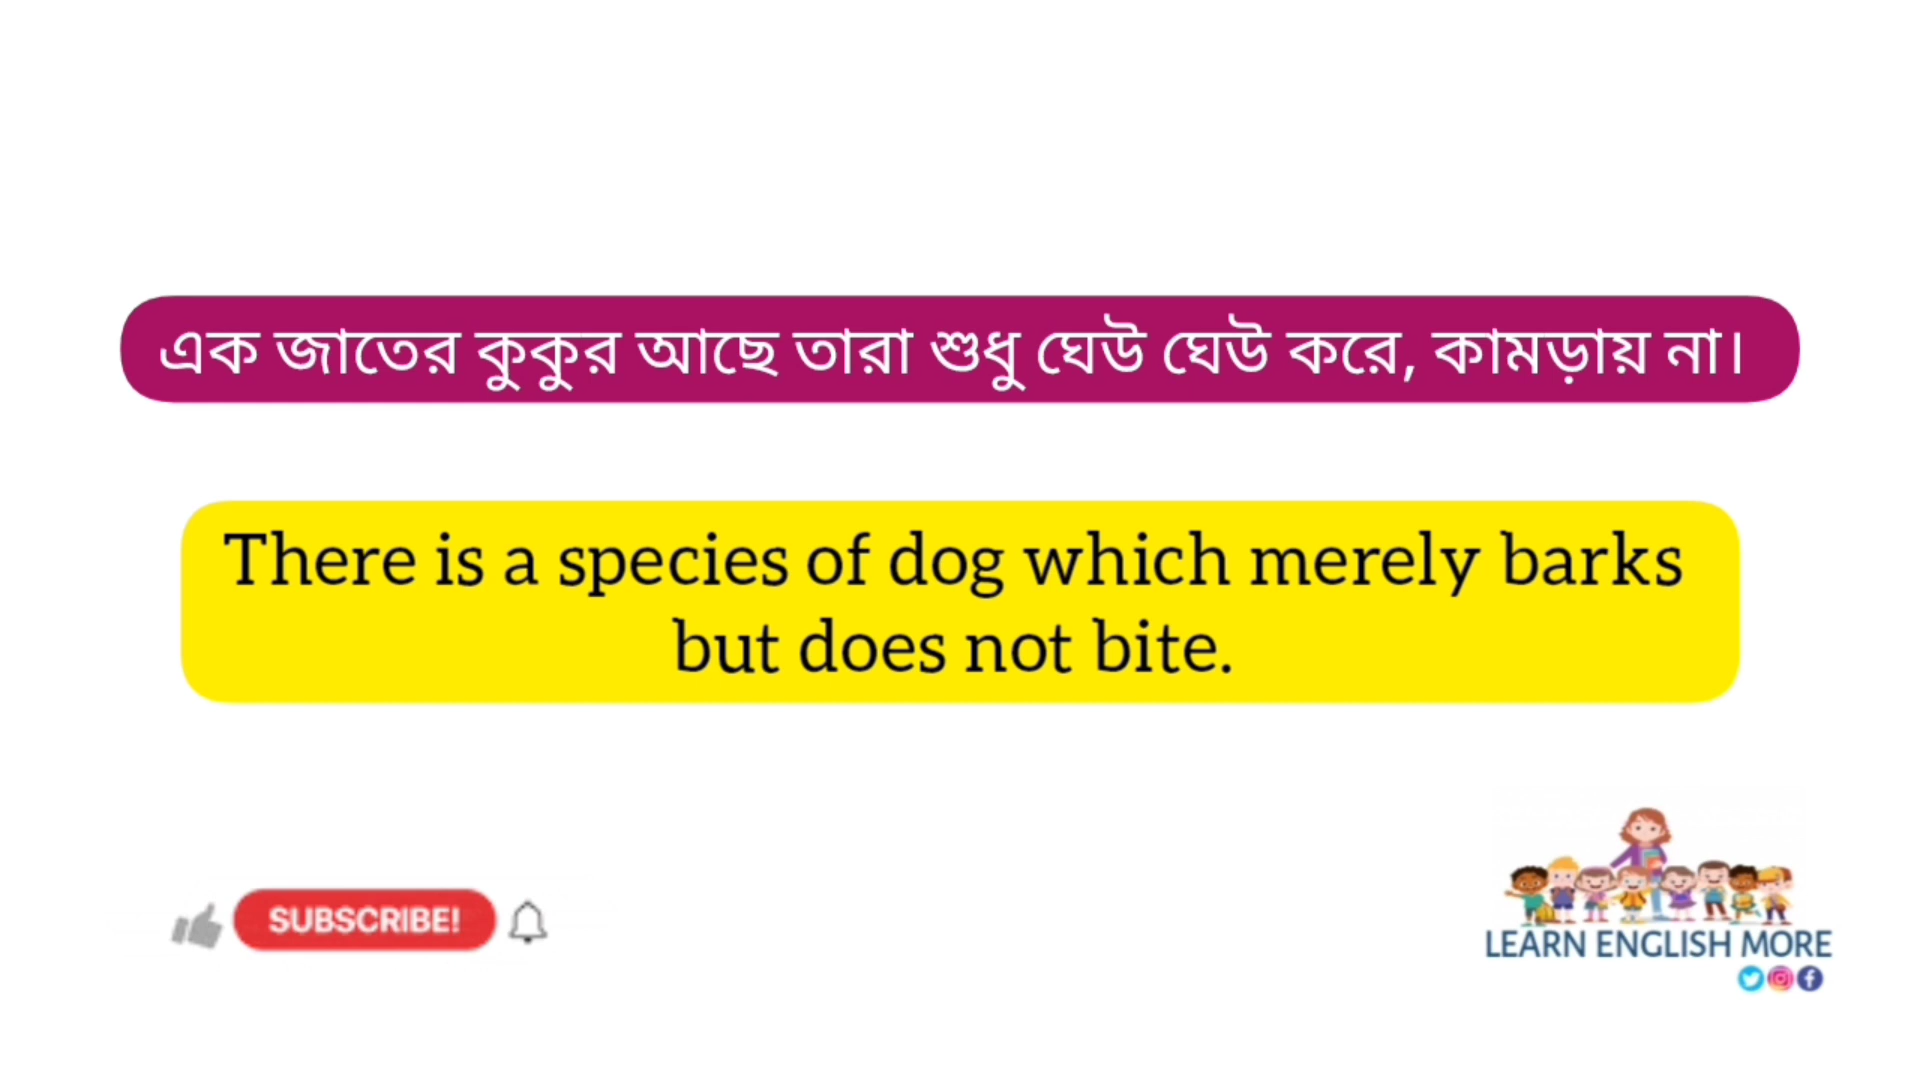 এক জাতের কুকুর আছে তারা শুধু ঘেউ ঘেউ করে, কামড়ায় না।
There is a species of dog which merely barks
but does not bite.
SUBSCRIBE!
LEARN ENGLISH MORE